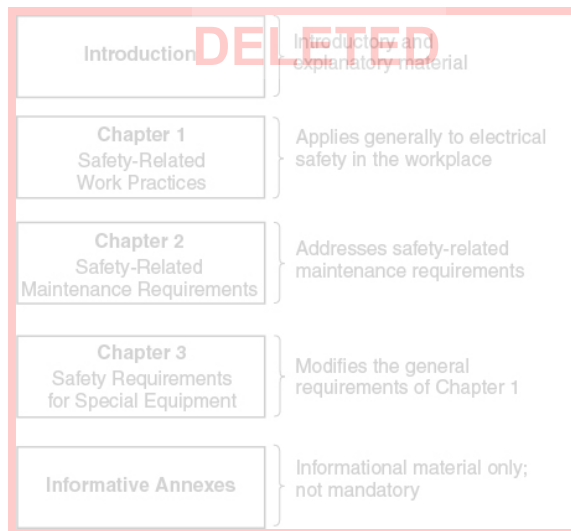 DELETED
Introduction
Introductory and
explanatory material
Chapter 1
Safety-Related
Work Practices
Applies generally to electrical
safety in the workplace
Chapter 2
Safety-Related
Maintenance Requirements
Addresses safety-related
maintenance requirements
Chapter 3
Safety Requirements
for Special Equipment
Modifies the general
requirements of Chapter 1
Informative Annexes
Informational material only;
not mandatory